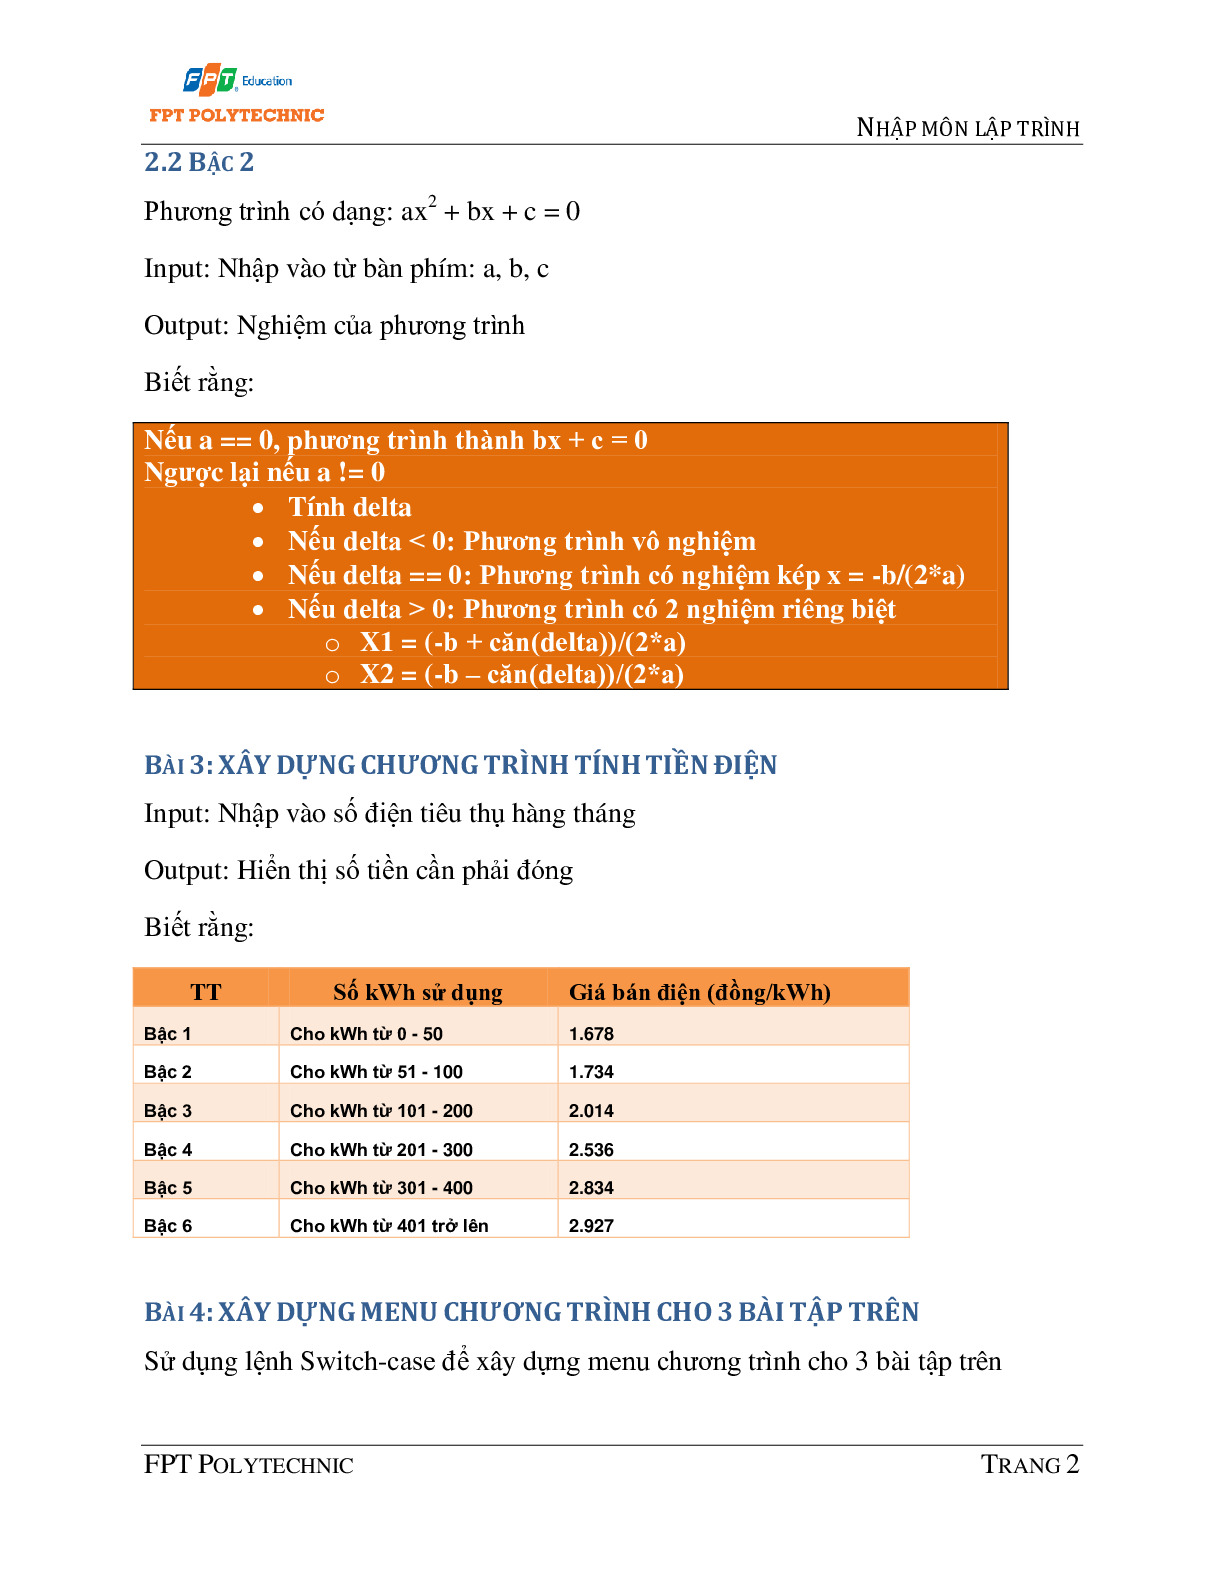 FPT Education
FPT POLYTECHNIC
NHẬP MÔN LẬP TRÌNH
2.2 BẬC 2
Phương trình có dạng: ax² + bx + c = 0
Input: Nhập vào từ bàn phím: a, b, c
Output: Nghiệm của phương trình
Biết rằng:
Nếu a == 0, phương trình thành bx + c = 0
Ngược lại nếu a != 0
• Tính delta
• Nếu delta < 0: Phương trình vô nghiệm
• Nếu delta == 0: Phương trình có nghiệm kép x = -b/(2*a)
• Nếu delta > 0: Phương trình có 2 nghiệm riêng biệt
o X1 = (-b + căn(delta))/(2*a)
o X2 = (-b – căn(delta))/(2*a)
BÀI 3: XÂY DỰNG CHƯƠNG TRÌNH TÍNH TIỀN ĐIỆN
Input: Nhập vào số điện tiêu thụ hàng tháng
Output: Hiển thị số tiền cần phải đóng
Biết rằng:
TT Số kWh sử dụng Giá bán điện (đồng/kWh)
Bậc 1 Cho kWh từ 0 - 50 1.678
Bậc 2 Cho kWh từ 51 - 100 1.734
Bậc 3 Cho kWh từ 101 - 200 2.014
Bậc 4 Cho kWh từ 201 - 300 2.536
Bậc 5 Cho kWh từ 301 - 400 2.834
Bậc 6 Cho kWh từ 401 trở lên 2.927
BÀI 4: XÂY DỰNG MENU CHƯƠNG TRÌNH CHO 3 BÀI TẬP TRÊN
Sử dụng lệnh Switch-case để xây dựng menu chương trình cho 3 bài tập trên
FPT POLYTECHNIC TRANG 2